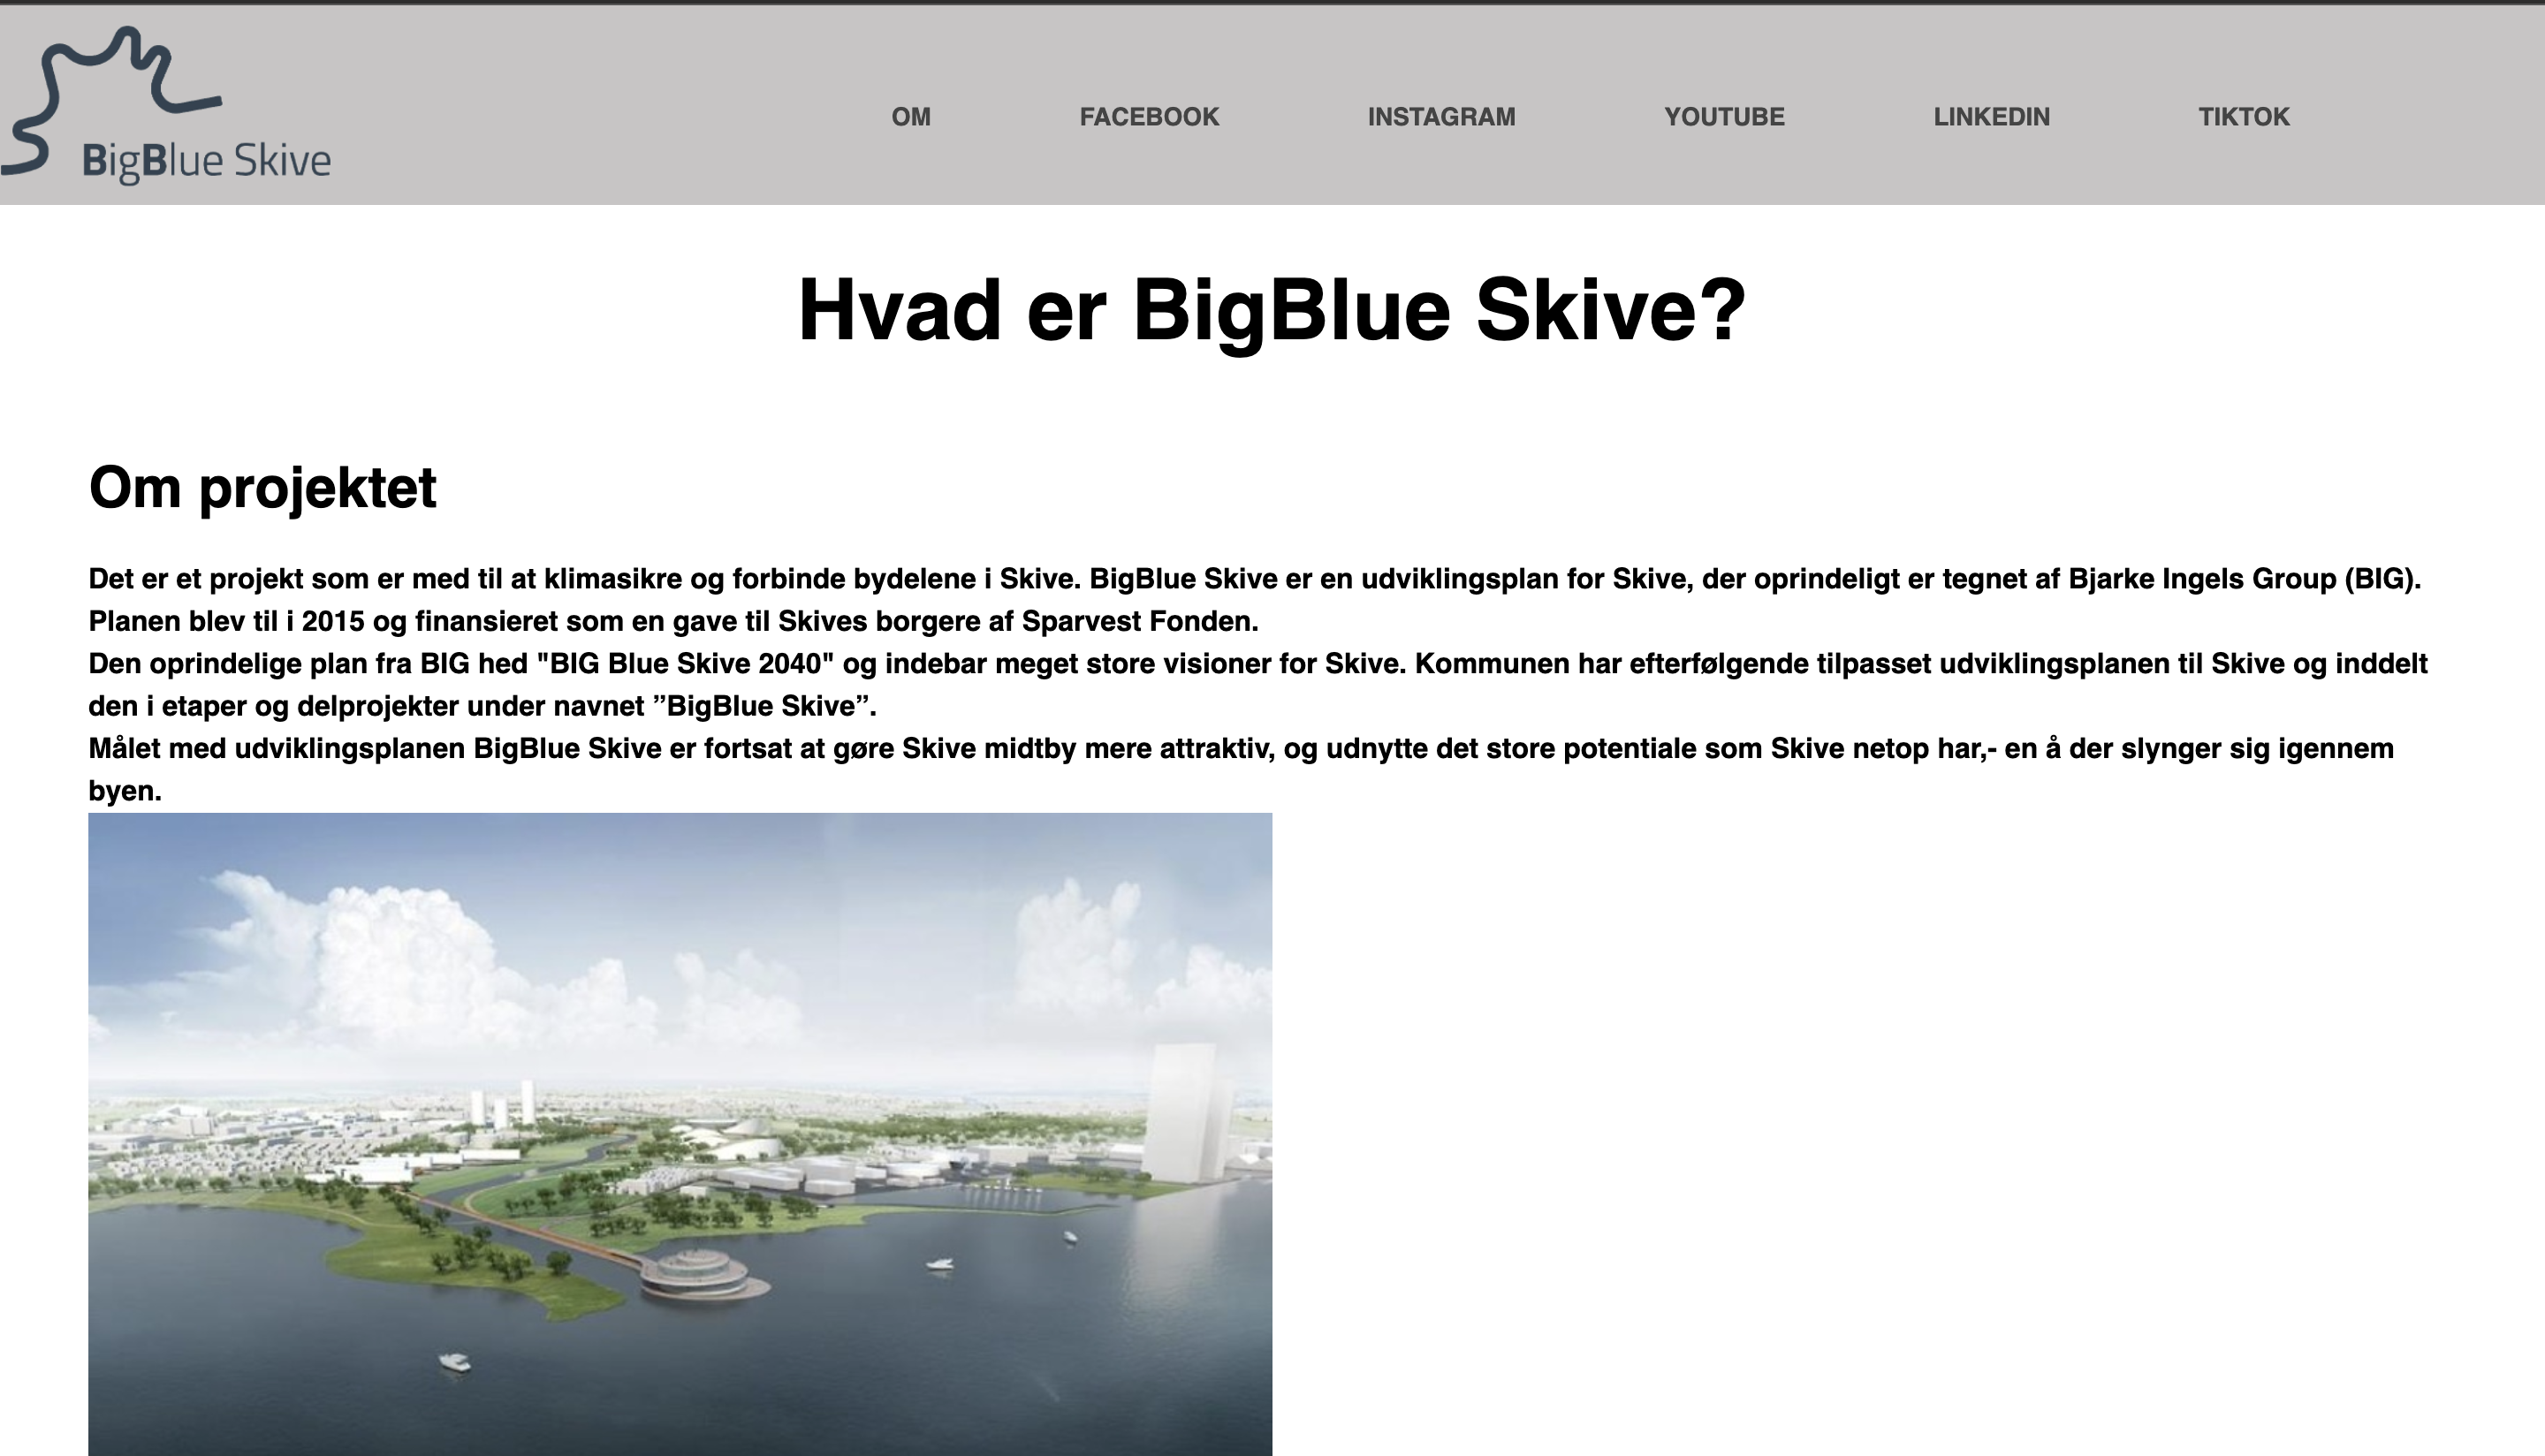 BigBlue Skive
OM FACEBOOK INSTAGRAM YOUTUBE LINKEDIN TIKTOK
Hvad er BigBlue Skive?
Om projektet
Det er et projekt som er med til at klimasikre og forbinde bydelene i Skive. BigBlue Skive er en udviklingsplan for Skive, der oprindeligt er tegnet af Bjarke Ingels Group (BIG).
Planen blev til i 2015 og finansieret som en gave til Skives borgere af Sparvest Fonden.
Den oprindelige plan fra BIG hed "BIG Blue Skive 2040" og indebar meget store visioner for Skive. Kommunen har efterfølgende tilpasset udviklingsplanen til Skive og inddelt
den i etaper og delprojekter under navnet ”BigBlue Skive”.
Målet med udviklingsplanen BigBlue Skive er fortsat at gøre Skive midtby mere attraktiv, og udnytte det store potentiale som Skive netop har,- en å der slynger sig igennem
byen.